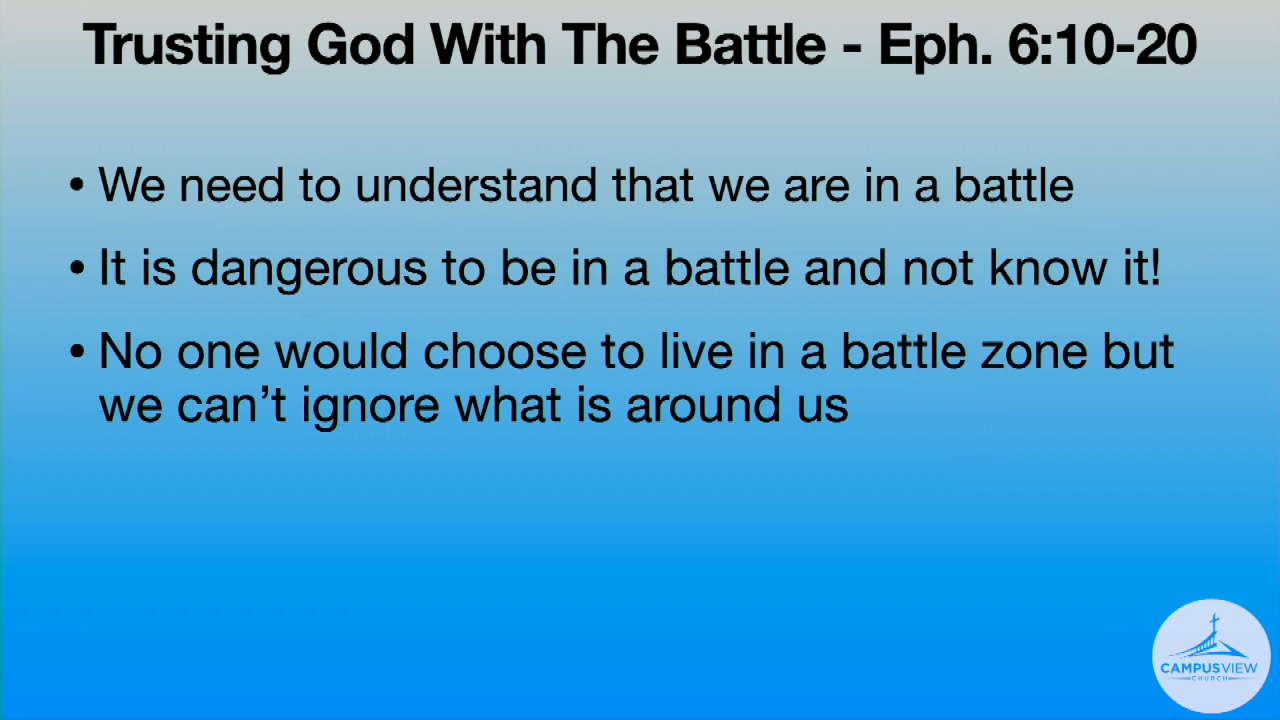 Trusting God With The Battle - Eph. 6:10-20
• We need to understand that we are in a battle
• It is dangerous to be in a battle and not know it!
• No one would choose to live in a battle zone but
we can’t ignore what is around us
CAMPUSVIEW
CHURCH